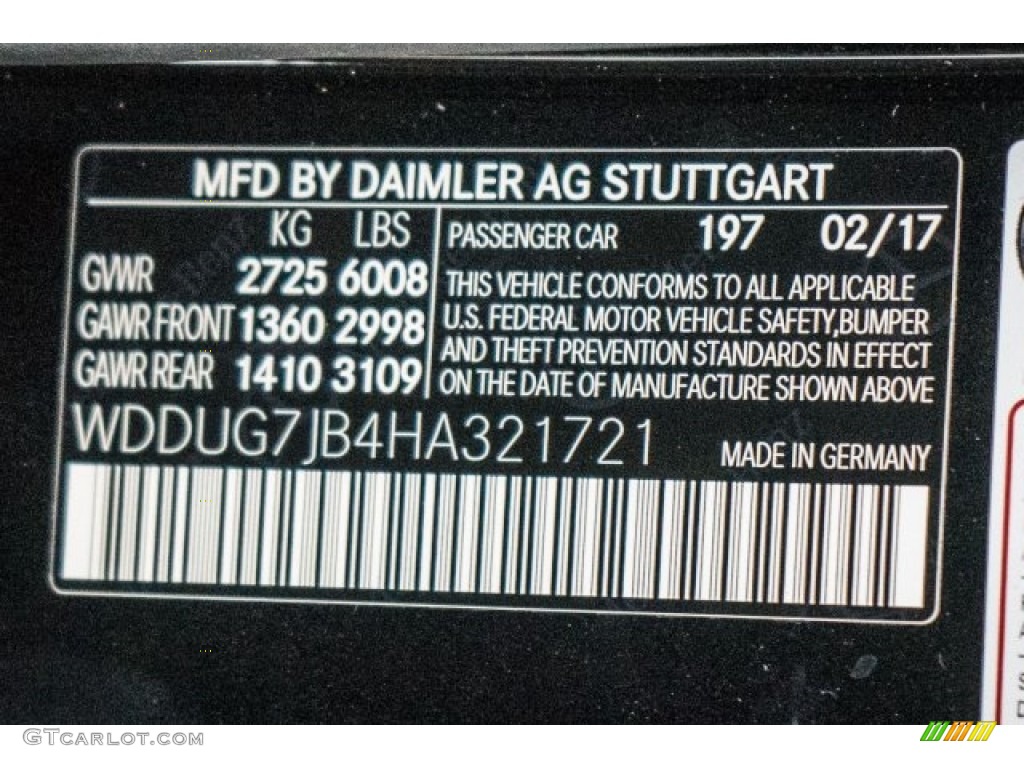 MFD BY DAIMLER AG STUTTGART
KG LBS
GVWR 2725 6008
GAWR FRONT 1360 2998
GAWR REAR 1410 3109
PASSENGER CAR 197 02/17
THIS VEHICLE CONFORMS TO ALL APPLICABLE
U.S. FEDERAL MOTOR VEHICLE SAFETY, BUMPER
AND THEFT PREVENTION STANDARDS IN EFFECT
ON THE DATE OF MANUFACTURE SHOWN ABOVE
WDDUG7JB4HA321721
MADE IN GERMANY
GTCarlot.com